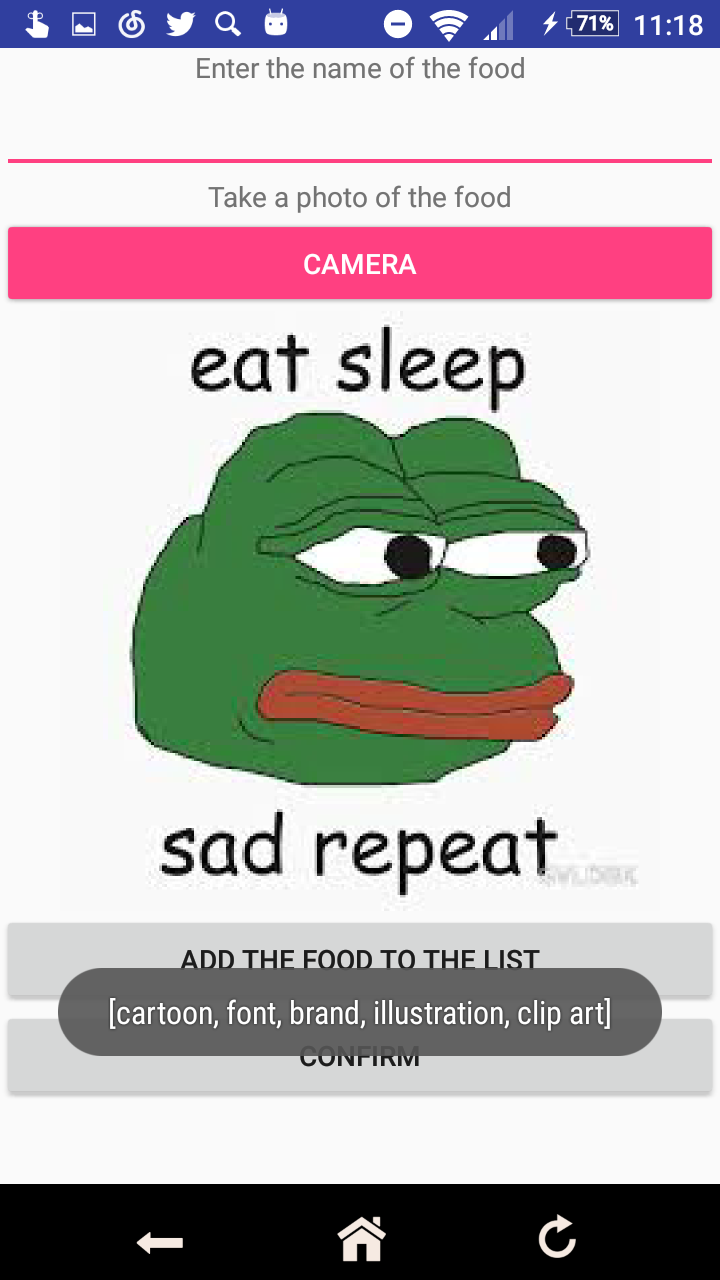 71% 11:18
Enter the name of the food
Take a photo of the food
CAMERA
eat sleep
sad repeat
ADD THE FOOD TO THE LIST
[cartoon, font, brand, illustration, clip art]
CONFIRM